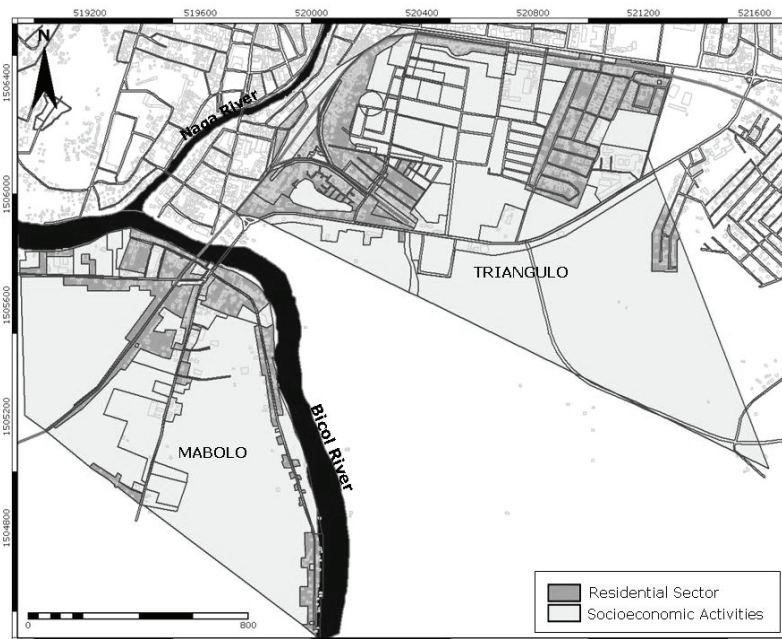 519200 519600 520000 520400 520800 521200 521600
N
1506400
Naga River
1506000
TRIANGULO
1505600
Bicol River
1505200
MABOLO
1504800
Residential Sector
Socioeconomic Activities
0 800